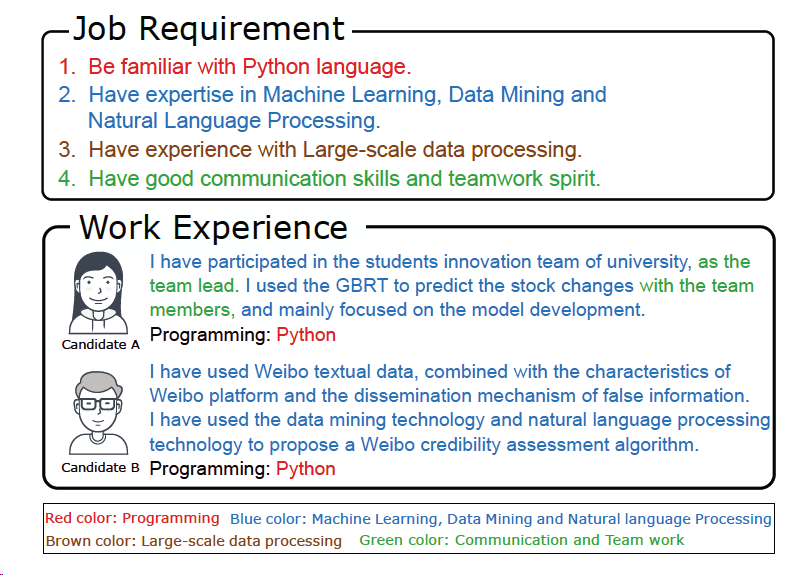 Job Requirement
1. Be familiar with Python language.
2. Have expertise in Machine Learning, Data Mining and
Natural Language Processing.
3. Have experience with Large-scale data processing.
4. Have good communication skills and teamwork spirit.
Work Experience
I have participated in the students innovation team of university, as the
team lead. I used the GBRT to predict the stock changes with the team
members, and mainly focused on the model development.
Programming: Python
Candidate A
I have used Weibo textual data, combined with the characteristics of
Weibo platform and the dissemination mechanism of false information.
I have used the data mining technology and natural language processing
technology to propose a Weibo credibility assessment algorithm.
Programming: Python
Candidate B
Red color: Programming Blue color: Machine Learning, Data Mining and Natural language Processing
Brown color: Large-scale data processing Green color: Communication and Team work